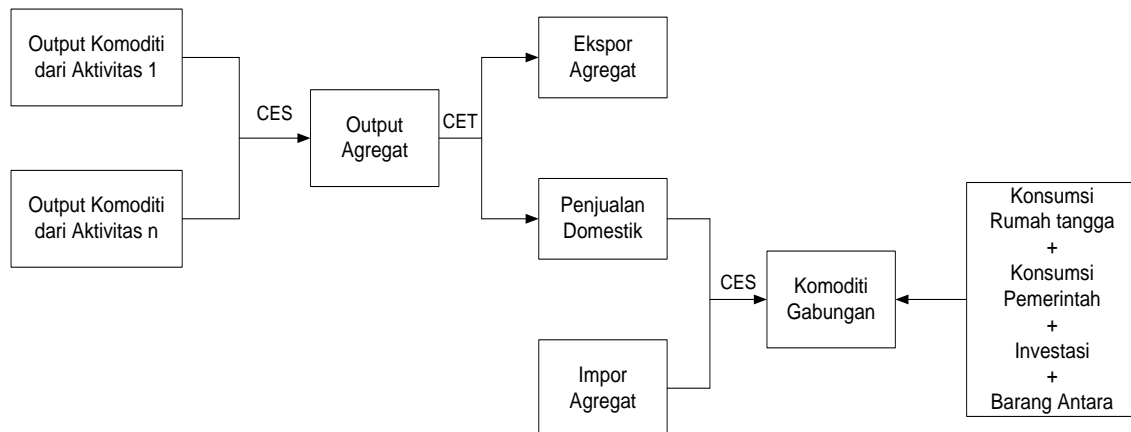 Output Komoditi
dari Aktivitas 1
Output Komoditi
dari Aktivitas n
CES
Output
Agregat
CET
Ekspor
Agregat
Penjualan
Domestik
Impor
Agregat
CES
Komoditi
Gabungan
Konsumsi
Rumah tangga
+
Konsumsi
Pemerintah
+
Investasi
+
Barang Antara